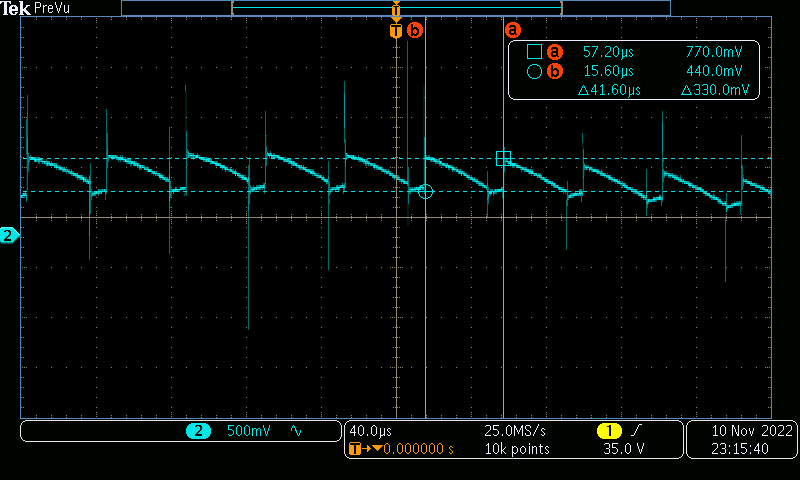 Tek PreVu
T
T b a
a 57.20µs 770.0mV
b 15.60µs 440.0mV
Δ41.60µs Δ330.0mV
2
2 500mV
40.0µs 25.0MS/s 1 10 Nov 2022
T→▼0.000000 s 10k points 35.0 V 23:15:40